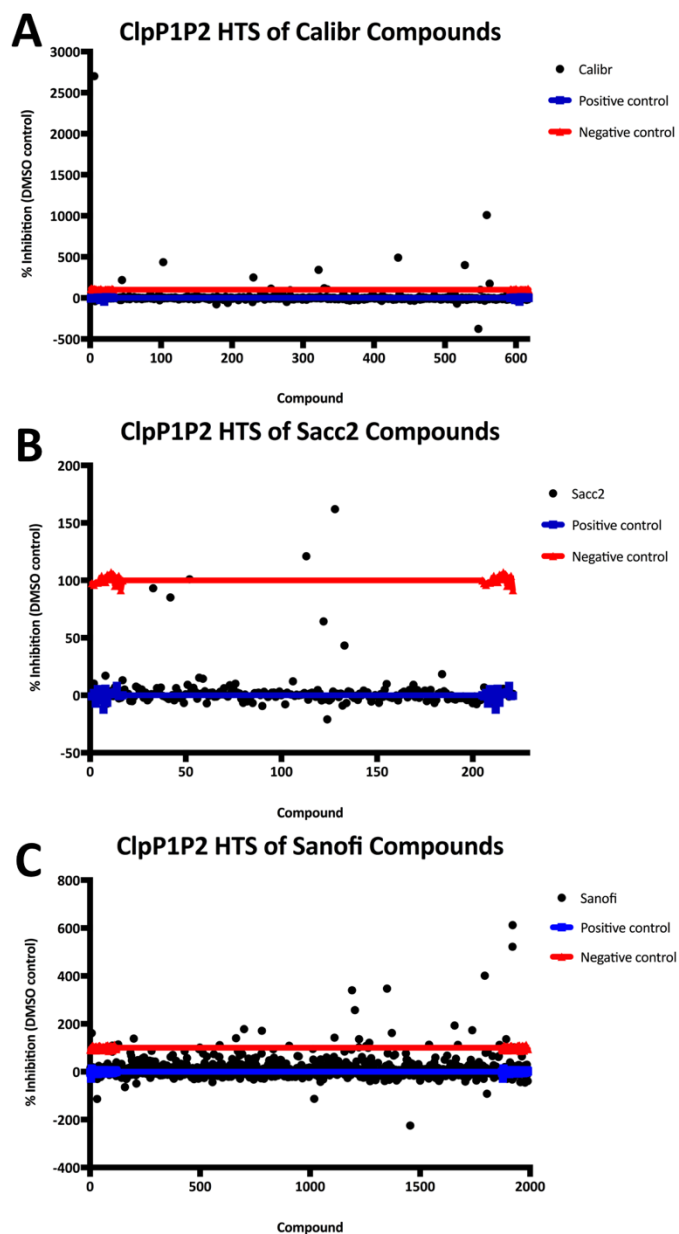 A
ClpP1P2 HTS of Calibr Compounds
% Inhibition (DMSO control)
3000
2500
2000
1500
1000
500
0
-500
0
100
200
300
400
500
600
Compound
Calibr
Positive control
Negative control
B
ClpP1P2 HTS of Sacc2 Compounds
% Inhibition (DMSO control)
200
150
100
50
0
-50
0
50
100
150
200
Compound
Sacc2
Positive control
Negative control
C
ClpP1P2 HTS of Sanofi Compounds
% Inhibition (DMSO control)
800
600
400
200
0
-200
-400
0
500
1000
1500
2000
Compound
Sanofi
Positive control
Negative control